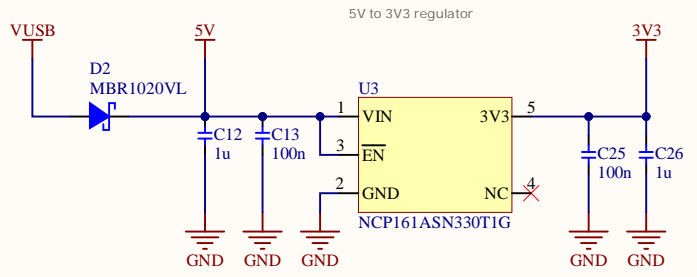 5V to 3V3 regulator
VUSB
5V
3V3
D2
MBR1020VL
U3
1
VIN
3V3
5
C12
1u
C13
100n
3
EN
C25
100n
C26
1u
2
GND
NC
4
NCP161ASN330T1G
GND
GND
GND
GND
GND